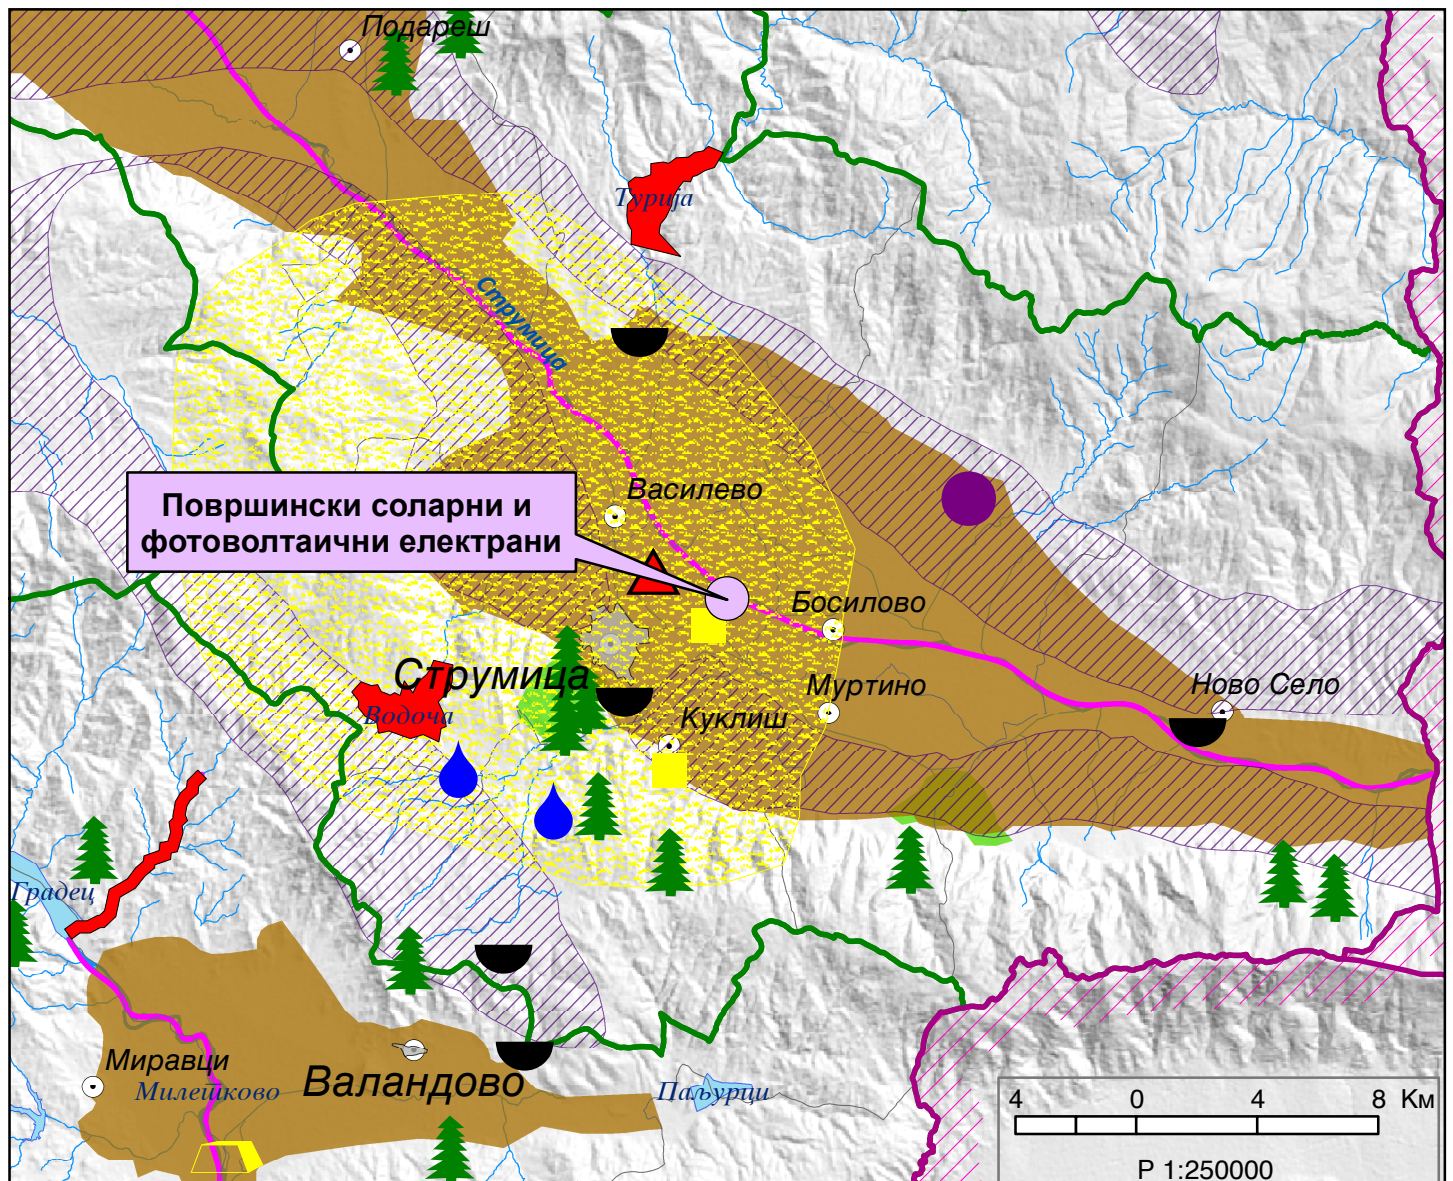 Подареш
Турија
Струмица
Василево
Површински соларни и
фотоволтаични електрани
Босилово
Струмица
Муртино
Ново Село
Водоча
Куклиш
Градец
Миравци
Милешково
Валандово
Паљурци
4 0 4 8 Км
Р 1:250000